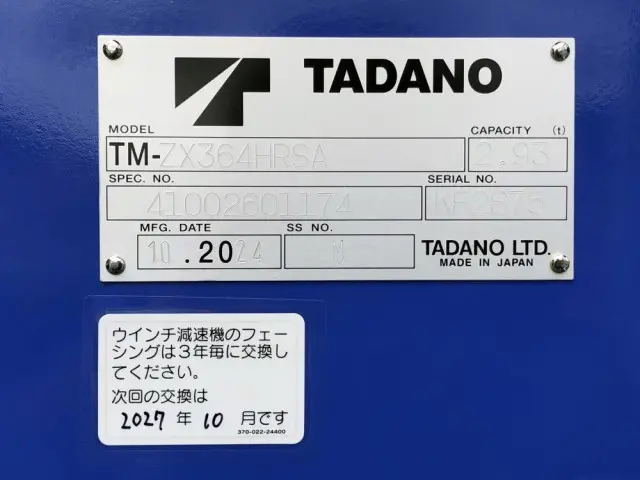 TADANO
MODEL
CAPACITY (t)
TM-ZX364HRSA
2.93
SPEC. NO.
SERIAL NO.
41002601174
MFG. DATE
SS NO.
10 .2024
M
TADANO LTD.
MADE IN JAPAN
ウインチ減速機のフェー
シングは3年毎に交換し
てください。
次回の交換は
2027 年 10 月です
370-022-24400